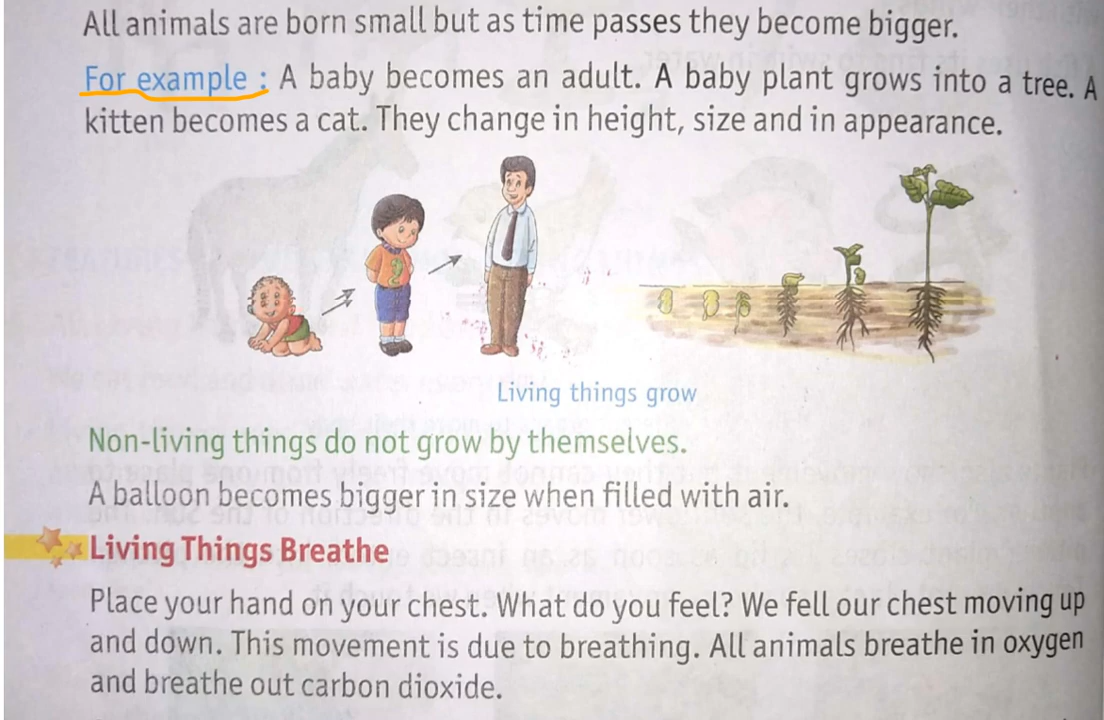 All animals are born small but as time passes they become bigger.
For example : A baby becomes an adult. A baby plant grows into a tree. A
kitten becomes a cat. They change in height, size and in appearance.
Living things grow
Non-living things do not grow by themselves.
A balloon becomes bigger in size when filled with air.
Living Things Breathe
Place your hand on your chest. What do you feel? We fell our chest moving up
and down. This movement is due to breathing. All animals breathe in oxygen
and breathe out carbon dioxide.